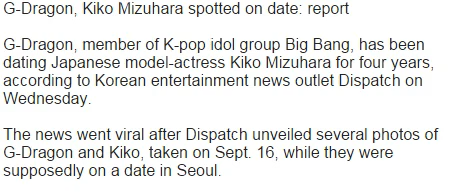 G-Dragon, Kiko Mizuhara spotted on date: report
G-Dragon, member of K-pop idol group Big Bang, has been
dating Japanese model-actress Kiko Mizuhara for four years,
according to Korean entertainment news outlet Dispatch on
Wednesday.
The news went viral after Dispatch unveiled several photos of
G-Dragon and Kiko, taken on Sept. 16, while they were
supposedly on a date in Seoul.